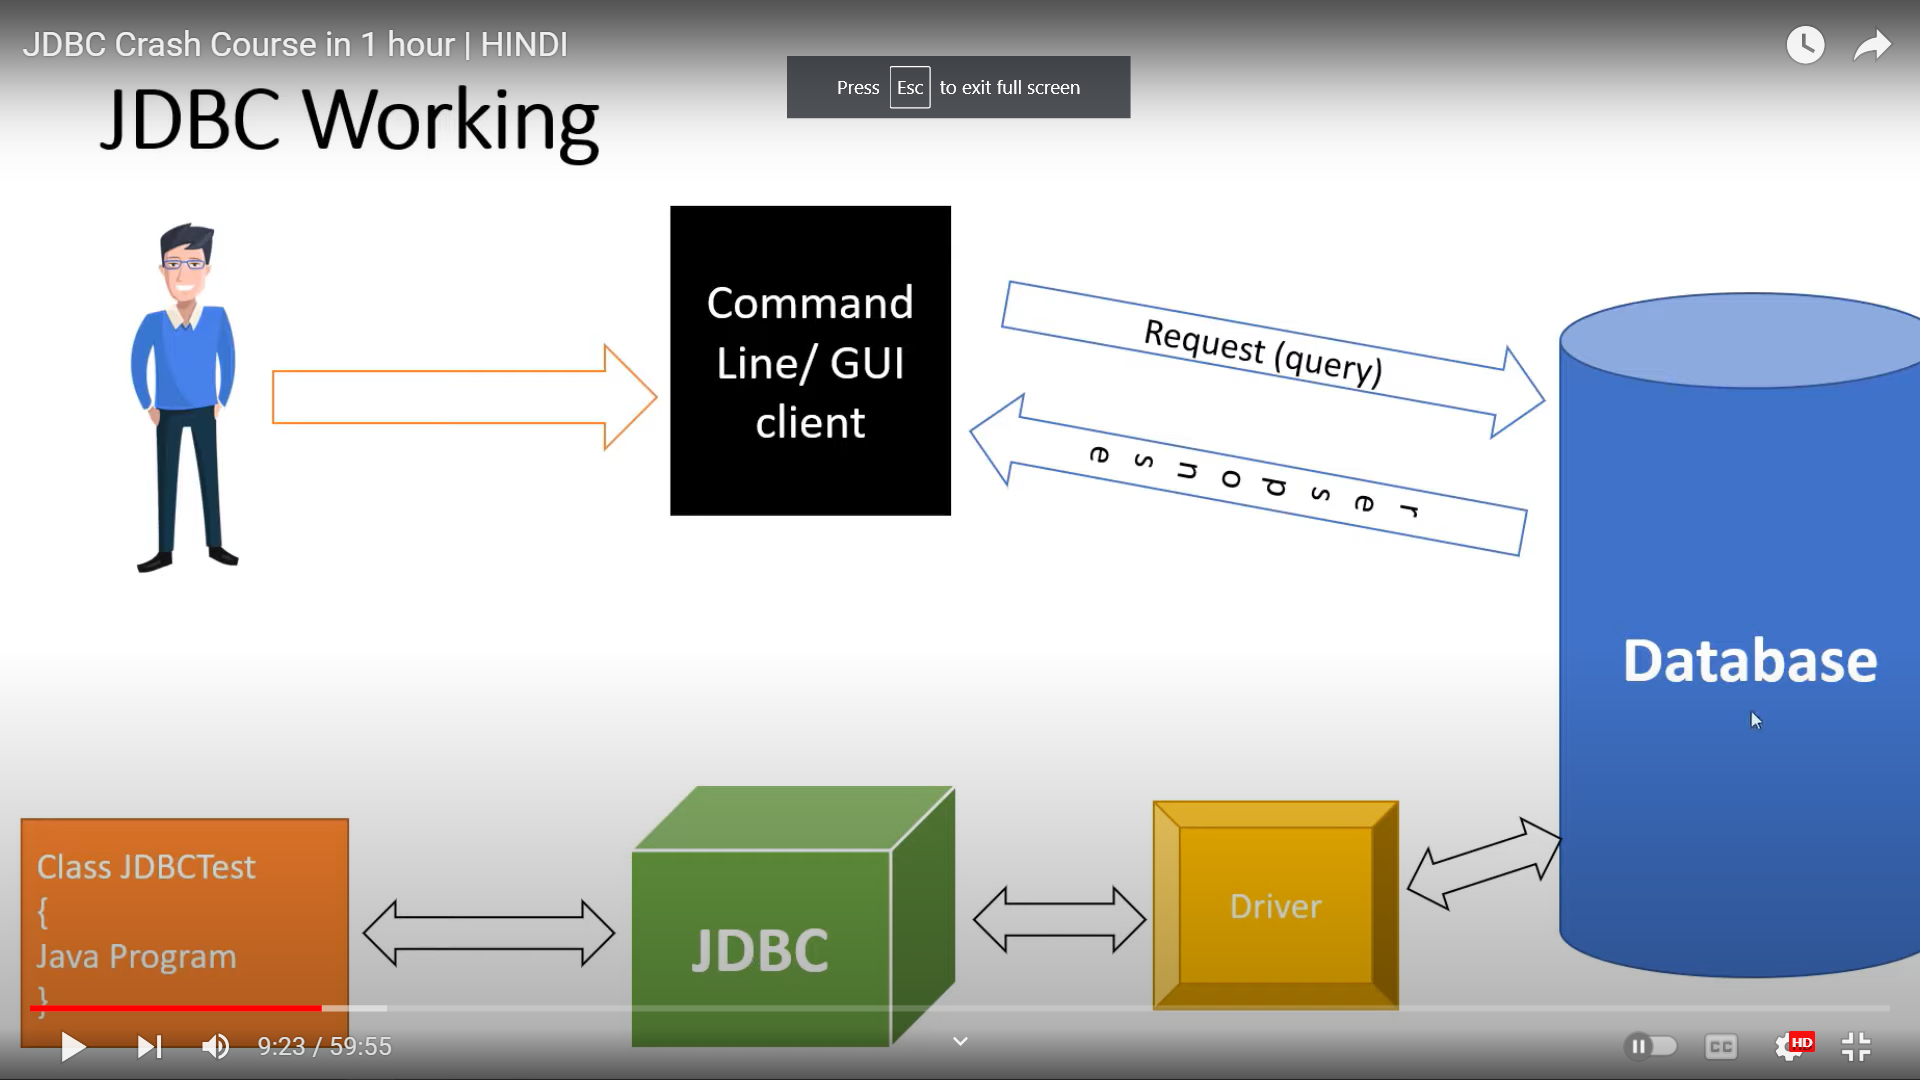 JDBC Crash Course in 1 hour | HINDI
Press Esc to exit full screen
JDBC Working
Command
Line/ GUI
client
Request (query)
response
Database
Class JDBCTest
{
Java Program
}
JDBC
Driver
9:23 / 59:55
CC
HD